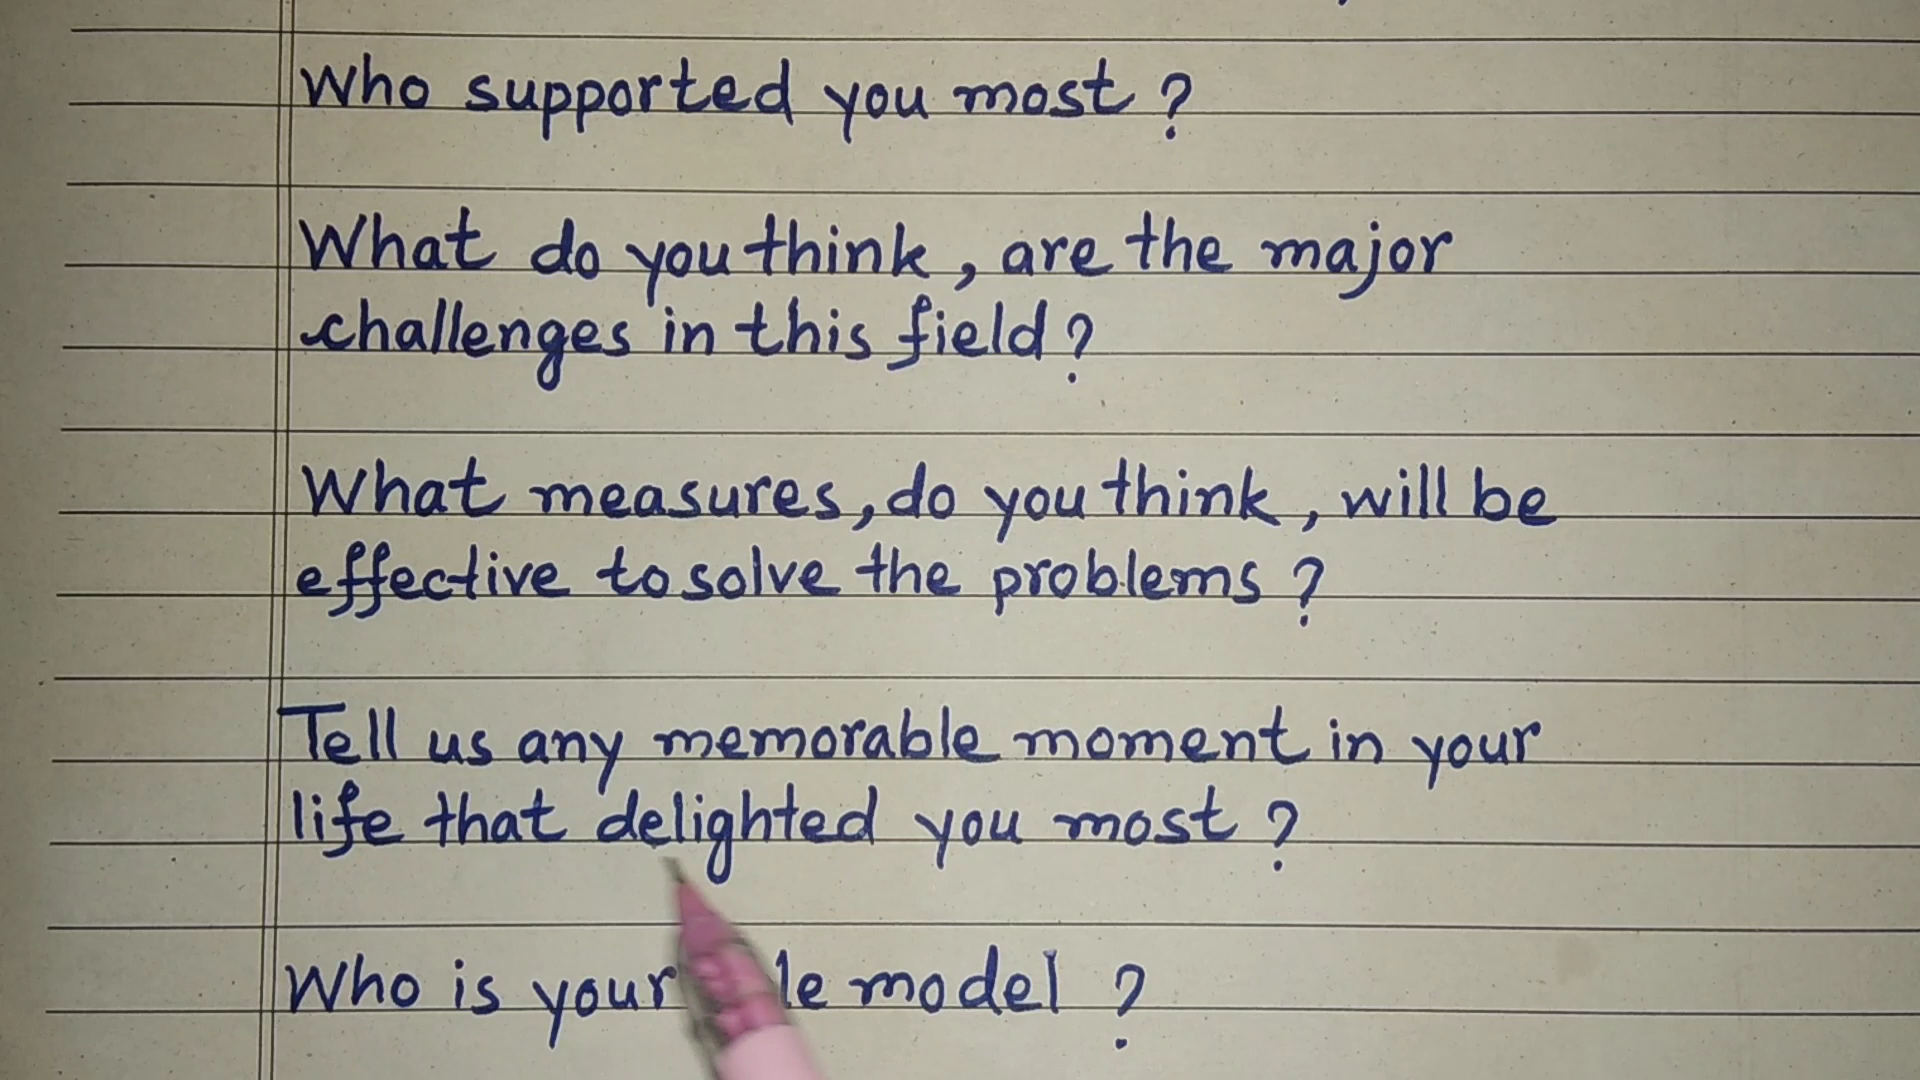 Who supported you most ?
What do you think, are the major
challenges in this field ?
What measures, do you think, will be
effective to solve the problems ?
Tell us any memorable moment in your
life that delighted you most ?
Who is your model ?